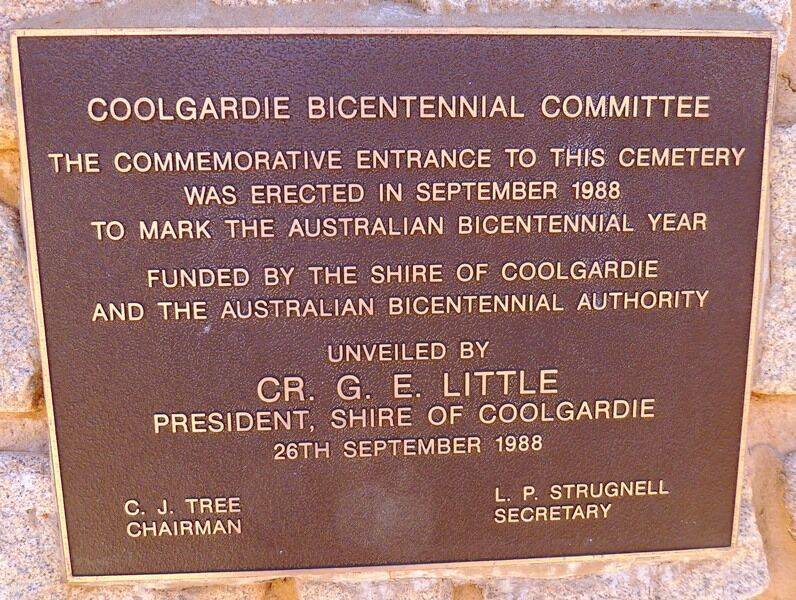 COOLGARDIE BICENTENNIAL COMMITTEE
THE COMMEMORATIVE ENTRANCE TO THIS CEMETERY
WAS ERECTED IN SEPTEMBER 1988
TO MARK THE AUSTRALIAN BICENTENNIAL YEAR
FUNDED BY THE SHIRE OF COOLGARDIE
AND THE AUSTRALIAN BICENTENNIAL AUTHORITY
UNVEILED BY
CR. G. E. LITTLE
PRESIDENT, SHIRE OF COOLGARDIE
26TH SEPTEMBER 1988
C. J. TREE
CHAIRMAN
L. P. STRUGNELL
SECRETARY